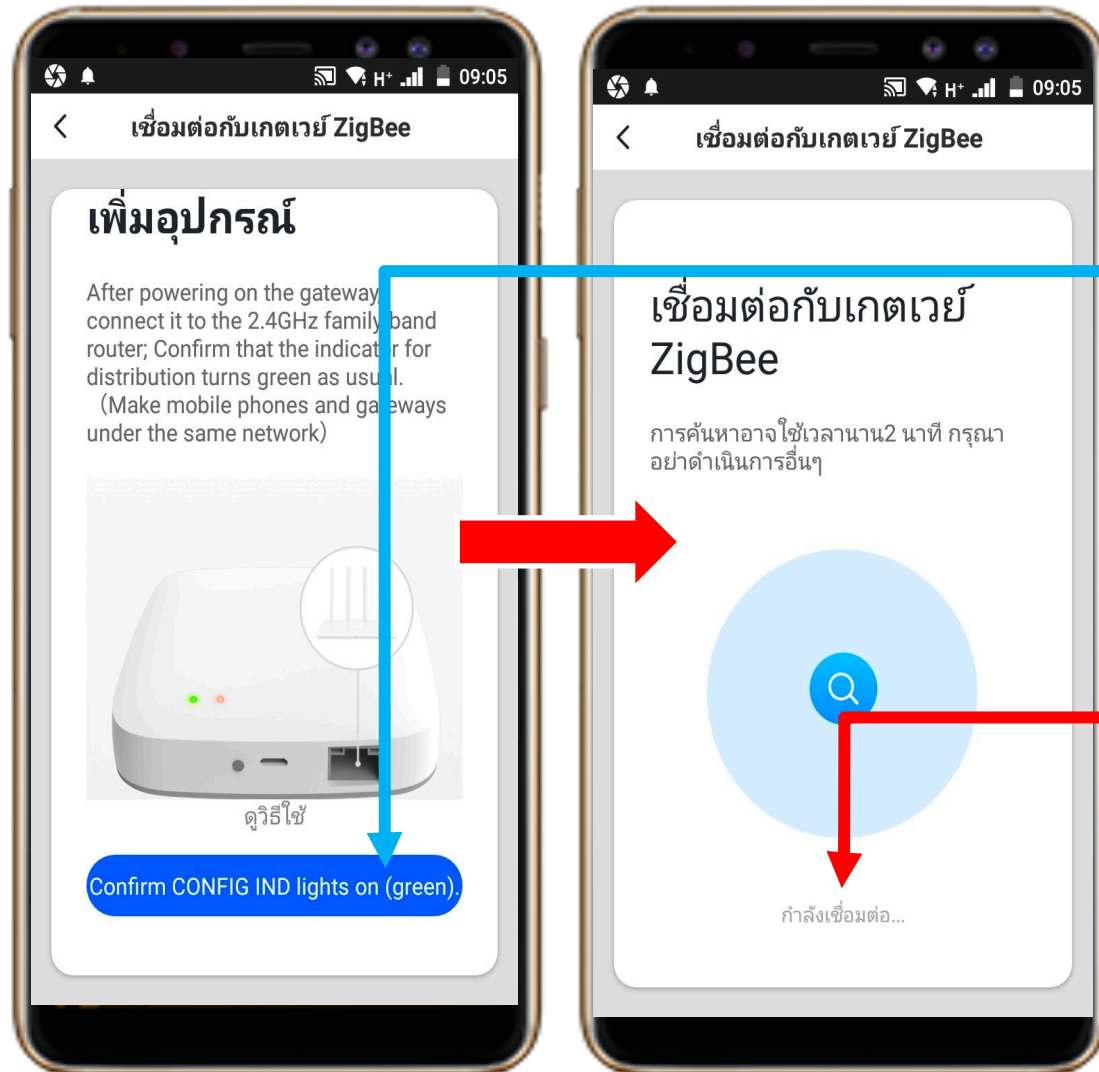 H+ 09:05
เชื่อมต่อกับเกตเวย์ ZigBee
เพิ่มอุปกรณ์
After powering on the gateway,
connect it to the 2.4GHz family band
router; Confirm that the indicator for
distribution turns green as usual.
（Make mobile phones and gateways
under the same network）
ดูวิธีใช้
Confirm CONFIG IND lights on (green).
H+ 09:05
เชื่อมต่อกับเกตเวย์ ZigBee
เชื่อมต่อกับเกตเวย์
ZigBee
การค้นหาอาจใช้เวลานาน2 นาที กรุณา
อย่าดำเนินการอื่นๆ
กำลังเชื่อมต่อ...